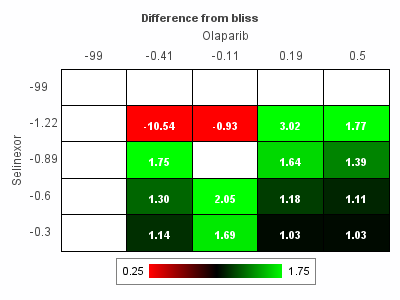 Difference from bliss
Olaparib
-99 -0.41 -0.11 0.19 0.5
Selinexor
-99
-1.22 -10.54 -0.93 3.02 1.77
-0.89 1.75 1.64 1.39
-0.6 1.30 2.05 1.18 1.11
-0.3 1.14 1.69 1.03 1.03
0.25 1.75